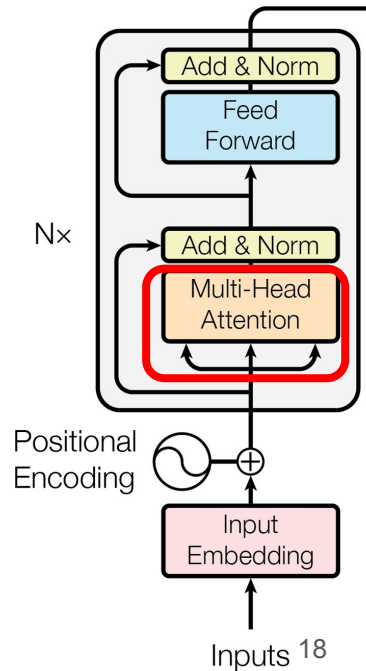 Add & Norm
Feed
Forward
N×
Add & Norm
Multi-Head
Attention
Positional
Encoding
Input
Embedding
Inputs 18